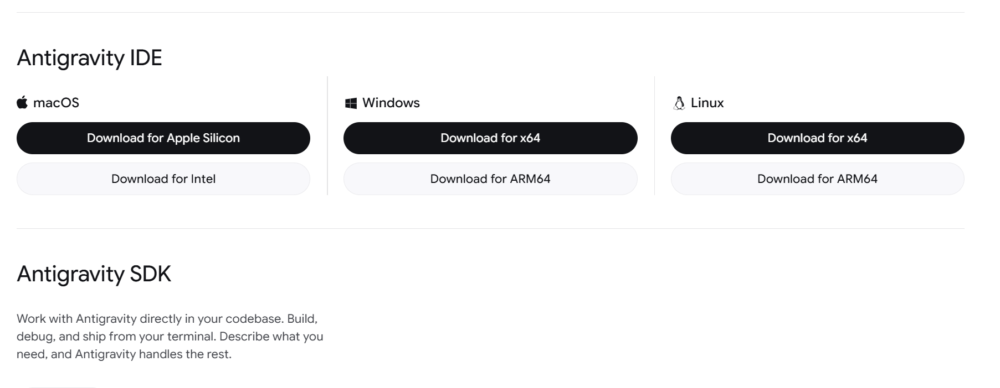 Antigravity IDE
macOS
Download for Apple Silicon
Download for Intel
Windows
Download for x64
Download for ARM64
Linux
Download for x64
Download for ARM64
Antigravity SDK
Work with Antigravity directly in your codebase. Build,
debug, and ship from your terminal. Describe what you
need, and Antigravity handles the rest.